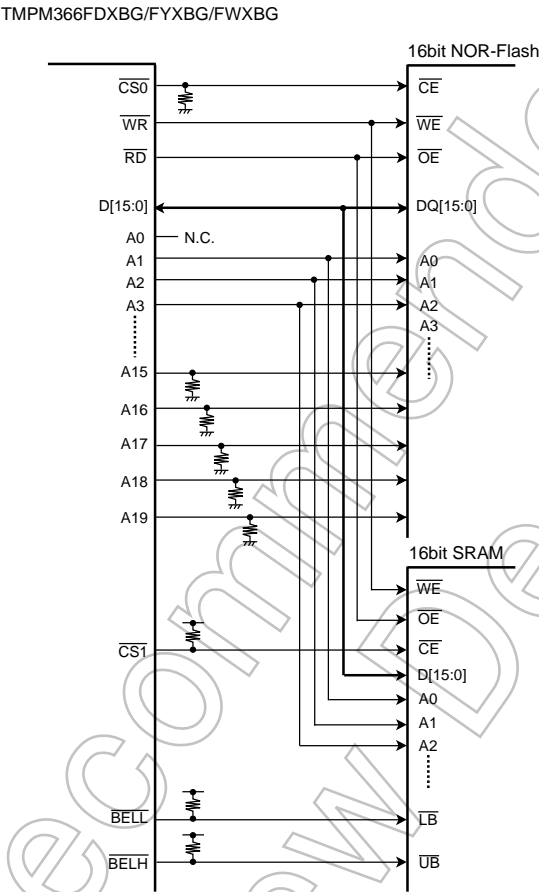 TMPM366FDXBG/FYXBG/FWXBG
16bit NOR-Flash
CS0 CE
WR WE
RD OE
D[15:0] DQ[15:0]
A0 N.C.
A1 A0
A2 A1
A3 A2
A3
A15
A16
A17
A18
A19
16bit SRAM
WE
OE
CS1 CE
D[15:0]
A0
A1
A2
BELL LB
BELH UB